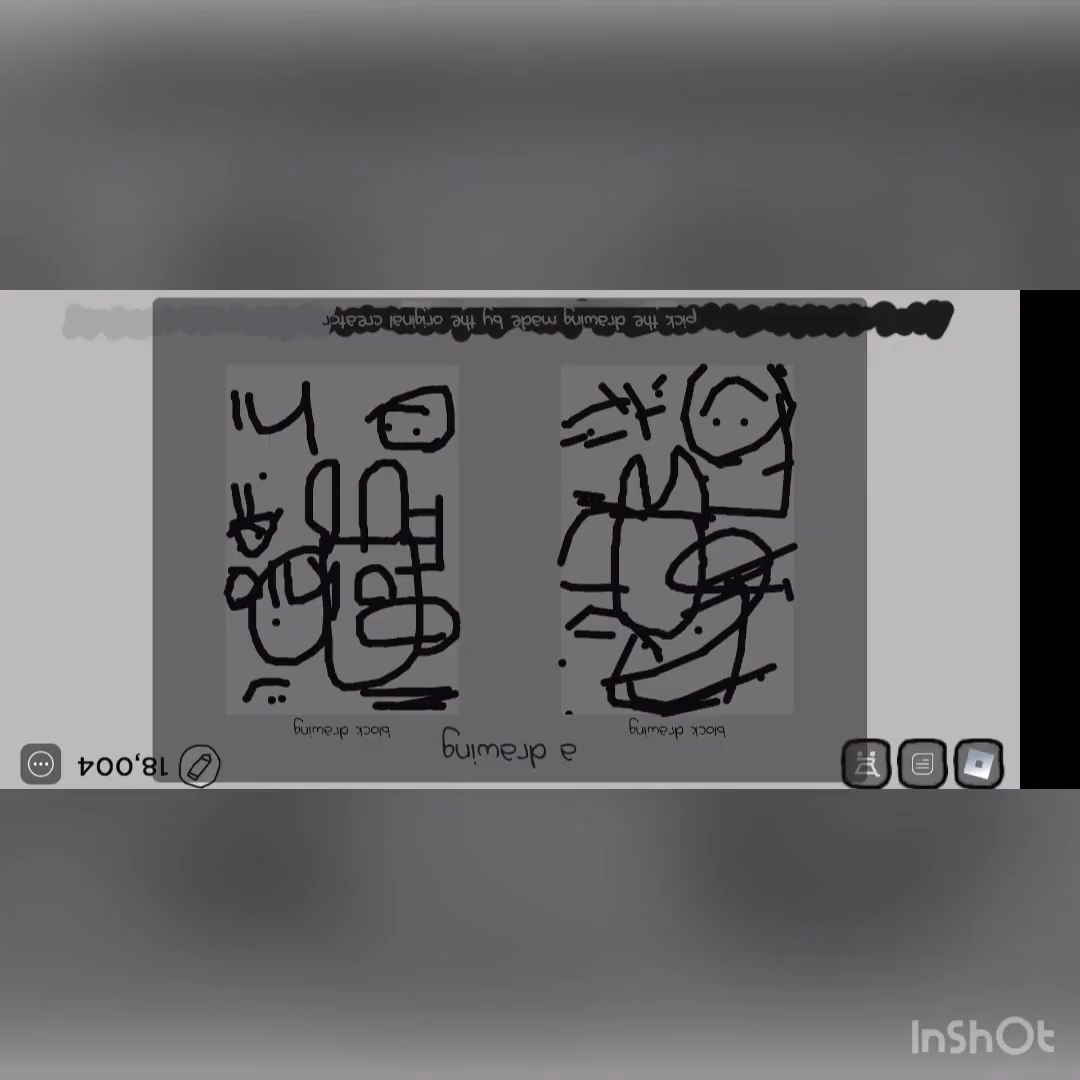 a drawing
block drawing
block drawing
pick the drawing made by the original creator
18,004
InShOt